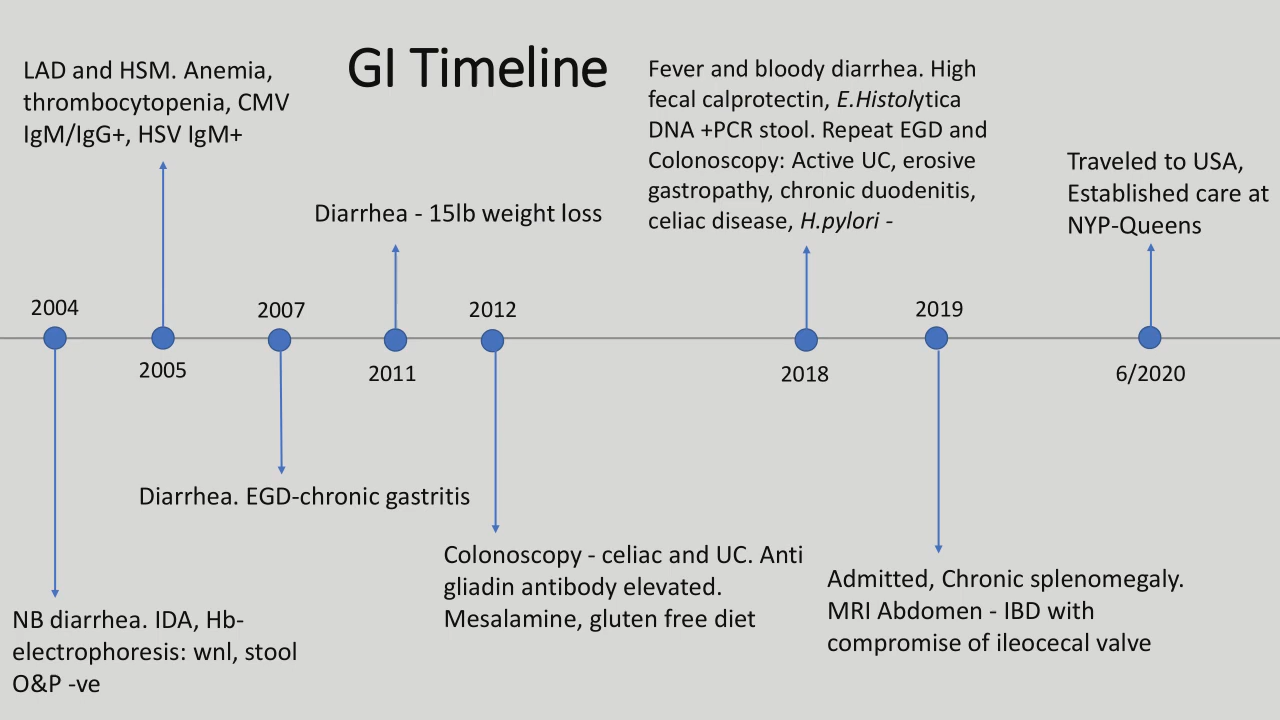 GI Timeline
LAD and HSM. Anemia,
thrombocytopenia, CMV
IgM/IgG+, HSV IgM+
Fever and bloody diarrhea. High
fecal calprotectin, E.Histolytica
DNA +PCR stool. Repeat EGD and
Colonoscopy: Active UC, erosive
gastropathy, chronic duodenitis,
celiac disease, H.pylori -
Traveled to USA,
Established care at
NYP-Queens
Diarrhea - 15lb weight loss
2004
2005
2007
2011
2012
2018
2019
6/2020
Diarrhea. EGD-chronic gastritis
Colonoscopy - celiac and UC. Anti
gliadin antibody elevated.
Mesalamine, gluten free diet
Admitted, Chronic splenomegaly.
MRI Abdomen - IBD with
compromise of ileocecal valve
NB diarrhea. IDA, Hb-
electrophoresis: wnl, stool
O&P -ve